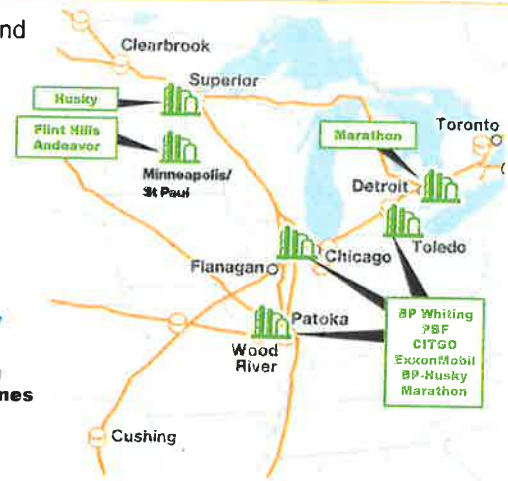 nd
Clearbrook
Superior
Husky
Flint Hills
Andeavor
Minneapolis/
St Paul
Marathon
Toronto
Detroit
Toledo
Chicago
Flanagan
Patoka
Wood
River
BP Whiting
PBF
CITGO
ExxonMobil
BP-Husky
Marathon
mes
Cushing